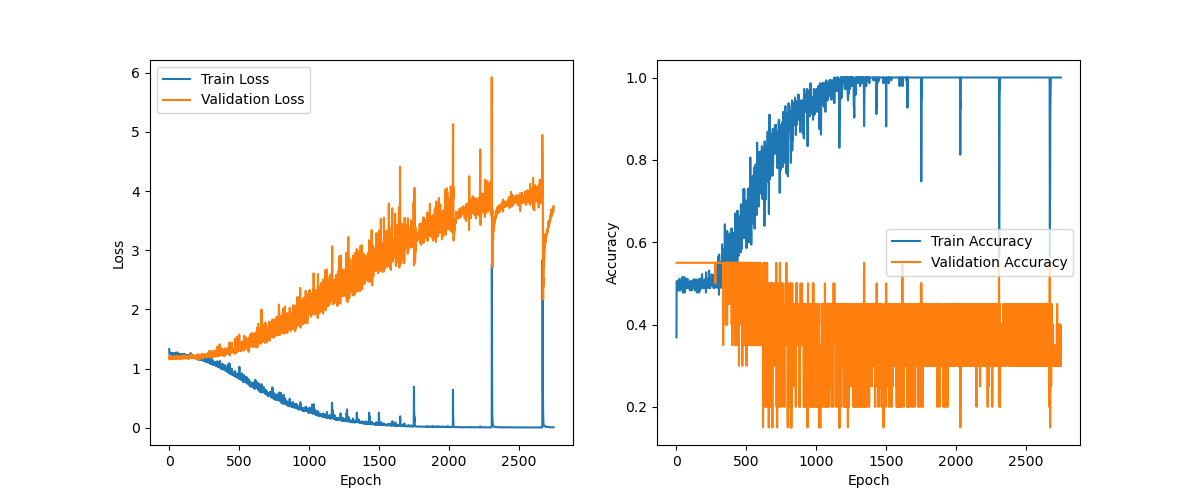 Train Loss
Validation Loss
6
5
4
3
2
1
0
Loss
0 500 1000 1500 2000 2500
Epoch
1.0
0.8
0.6
0.4
0.2
Accuracy
Train Accuracy
Validation Accuracy
0 500 1000 1500 2000 2500
Epoch